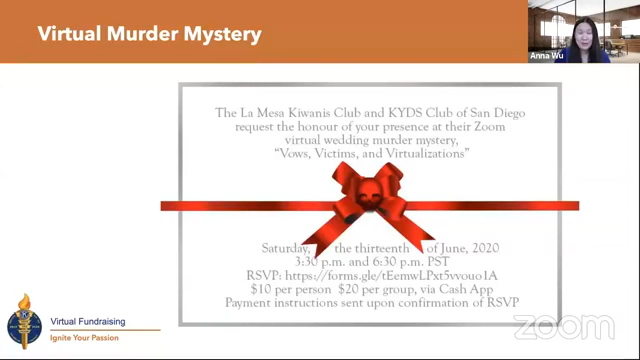 Virtual Murder Mystery
Anna Wu
The La Mesa Kiwanis Club and KYDS Club of San Diego
request the honour of your presence at their Zoom
virtual wedding murder mystery,
“Vows, Victims, and Virtualizations”
Saturday, the thirteenth of June, 2020
3:30 p.m. and 6:30 p.m. PST
RSVP: https://forms.gle/tEemwLPxt5vvou01A
$10 per person $20 per group, via Cash App
Payment instructions sent upon confirmation of RSVP
Virtual Fundraising
Ignite Your Passion
zoom